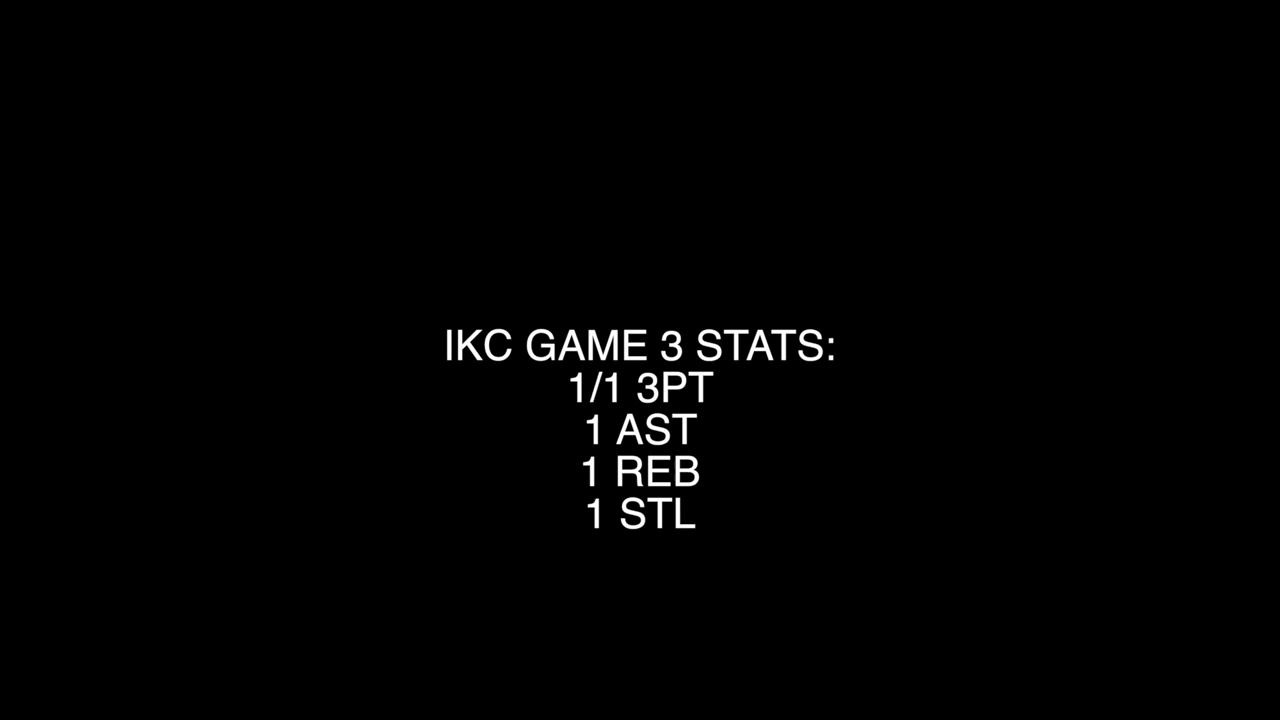 IKC GAME 3 STATS:
1/1 3PT
1 AST
1 REB
1 STL